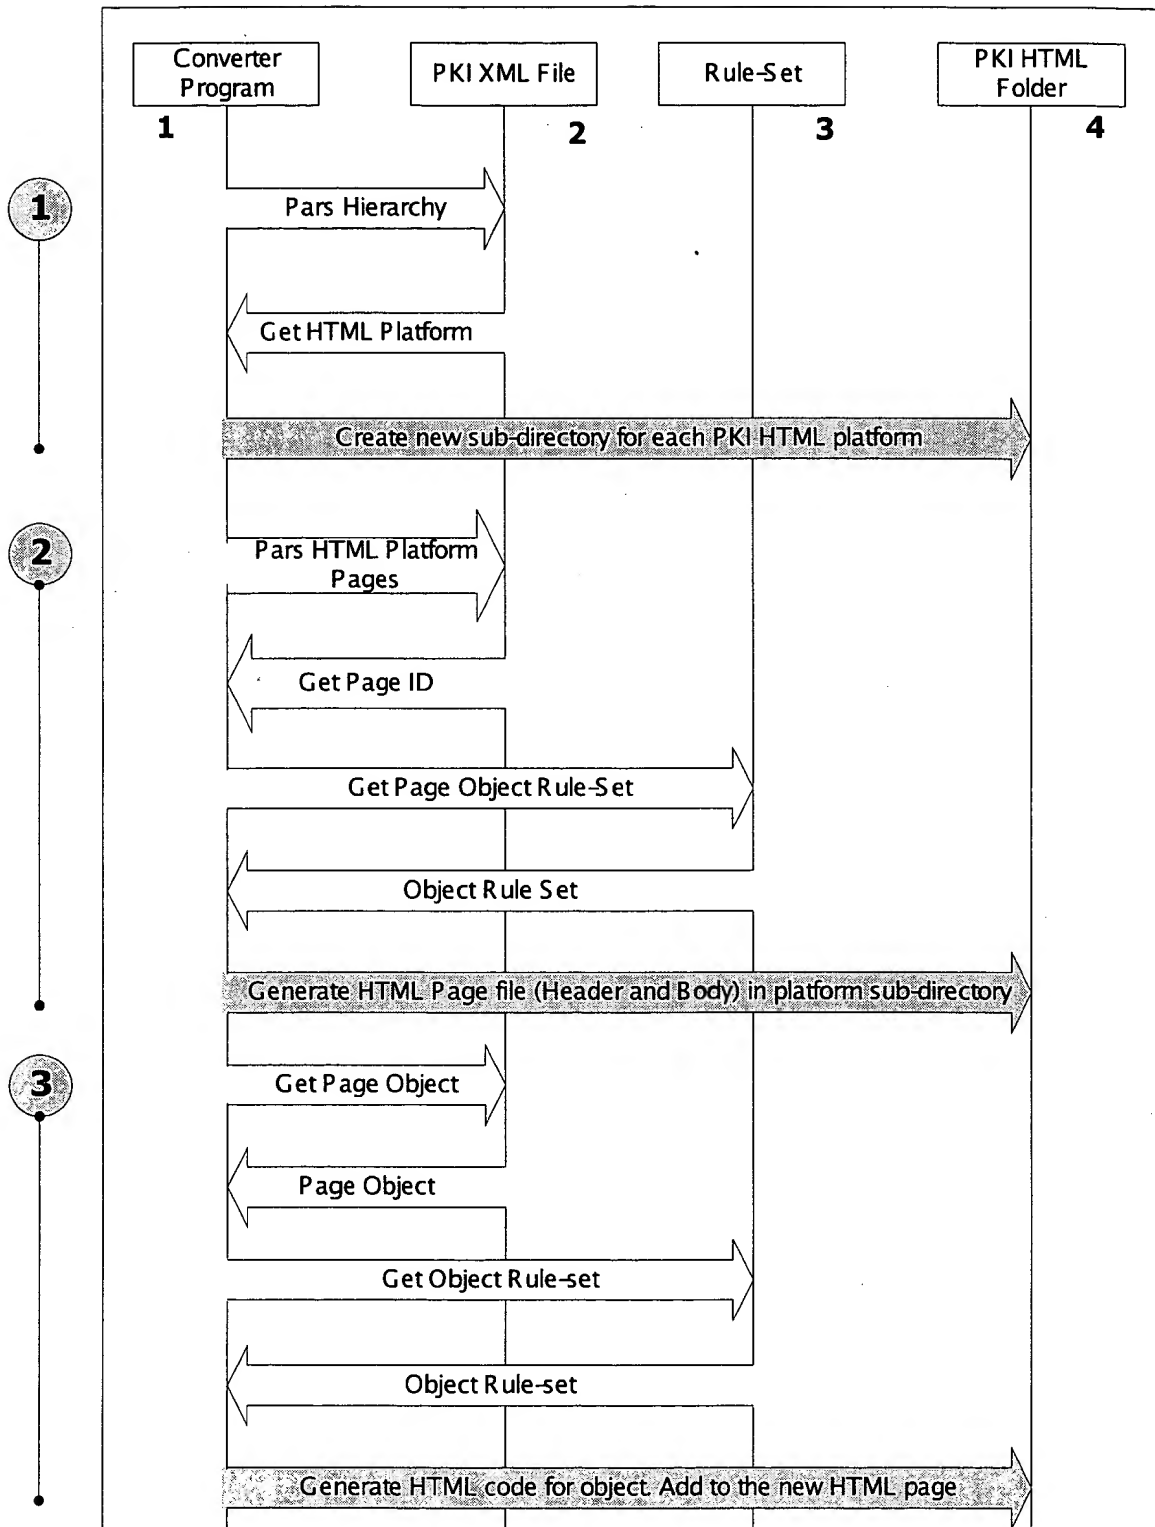 Converter
Program
PKI XML File
Rule-Set
PKI HTML
Folder
1
2
3
4
1
Pars Hierarchy
Get HTML Platform
Create new sub-directory for each PKI HTML platform
2
Pars HTML Platform
Pages
Get Page ID
Get Page Object Rule-Set
Object Rule Set
Generate HTML Page file (Header and Body) in platform sub-directory
3
Get Page Object
Page Object
Get Object Rule-set
Object Rule-set
Generate HTML code for object. Add to the new HTML page